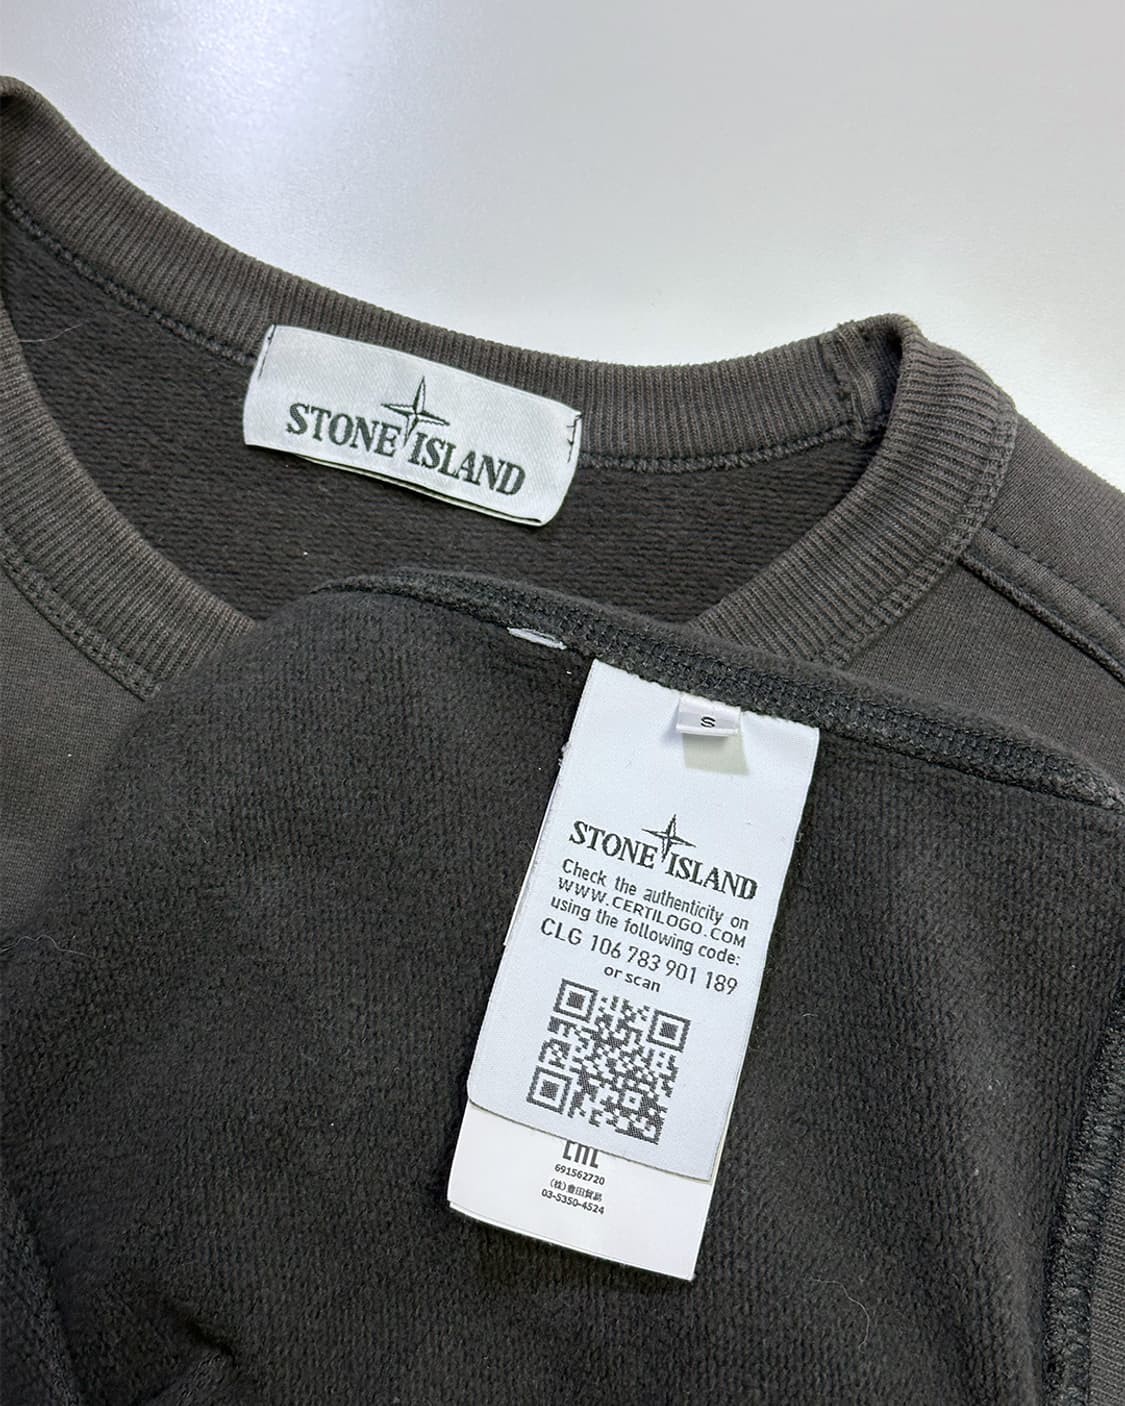 STONE ISLAND
S
STONE ISLAND
Check the authenticity on
WWW.CERTILOGO.COM
using the following code:
CLG 106 783 901 189
or scan
691562720
(株)豊田貿易
03-5350-4524